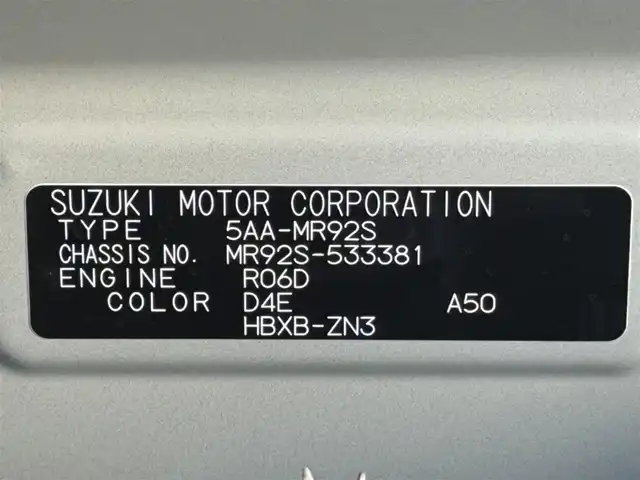 SUZUKI MOTOR CORPORATION
TYPE 5AA-MR92S
CHASSIS NO. MR92S-533381
ENGINE R06D
COLOR D4E A50
HBXB-ZN3